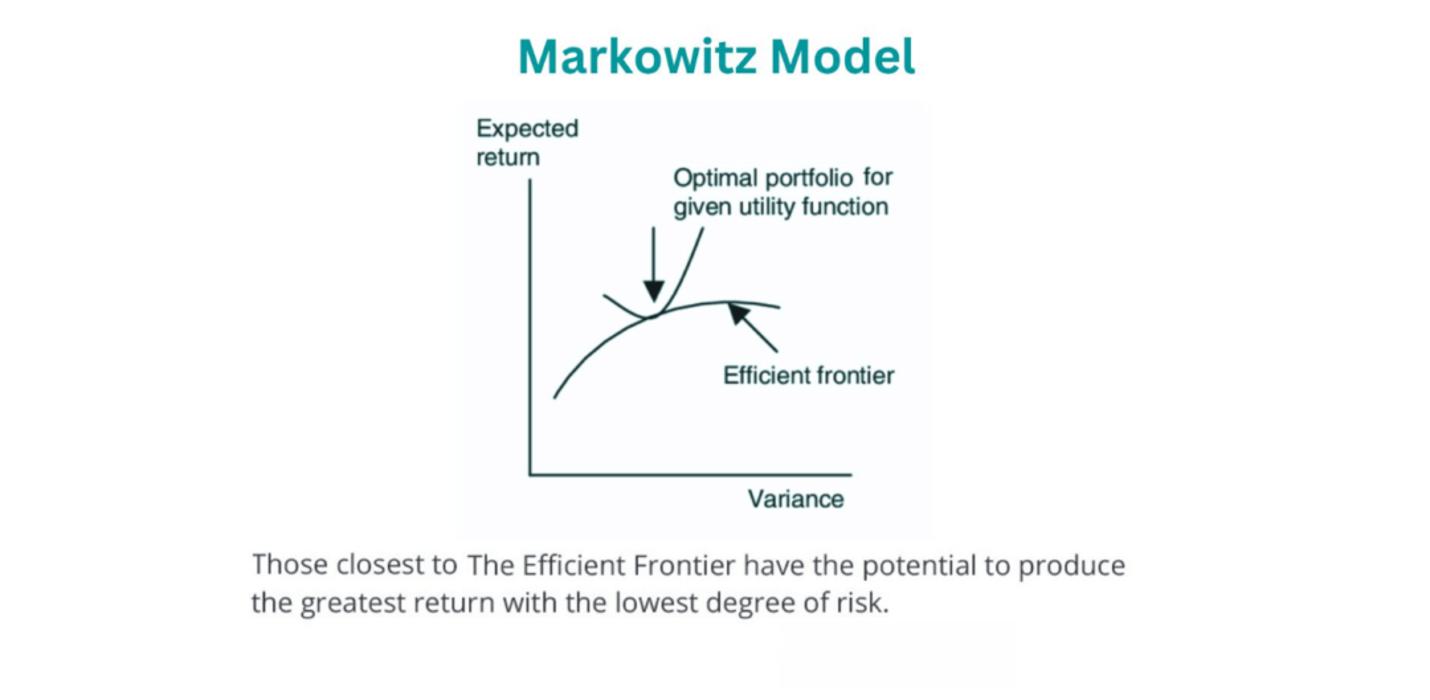 Markowitz Model
Expected
return
Optimal portfolio for
given utility function
Efficient frontier
Variance
Those closest to The Efficient Frontier have the potential to produce
the greatest return with the lowest degree of risk.